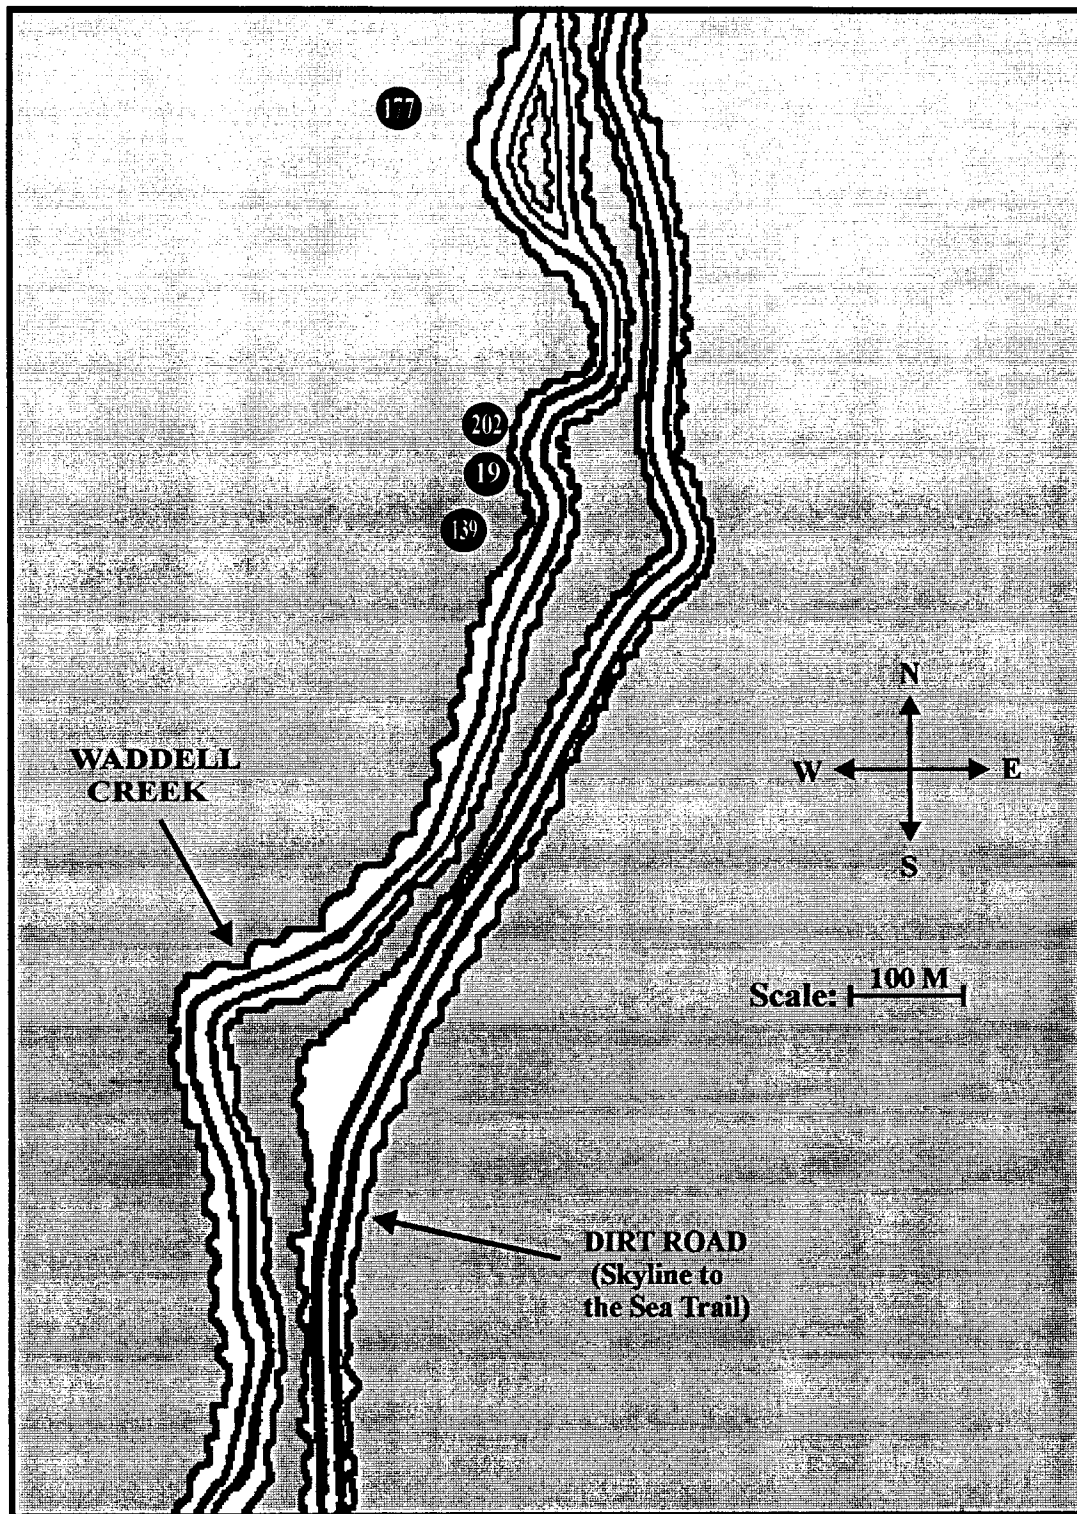 177
202
19
139
N
W E
S
WADDELL
CREEK
100 M
Scale:
DIRT ROAD
(Skyline to
the Sea Trail)